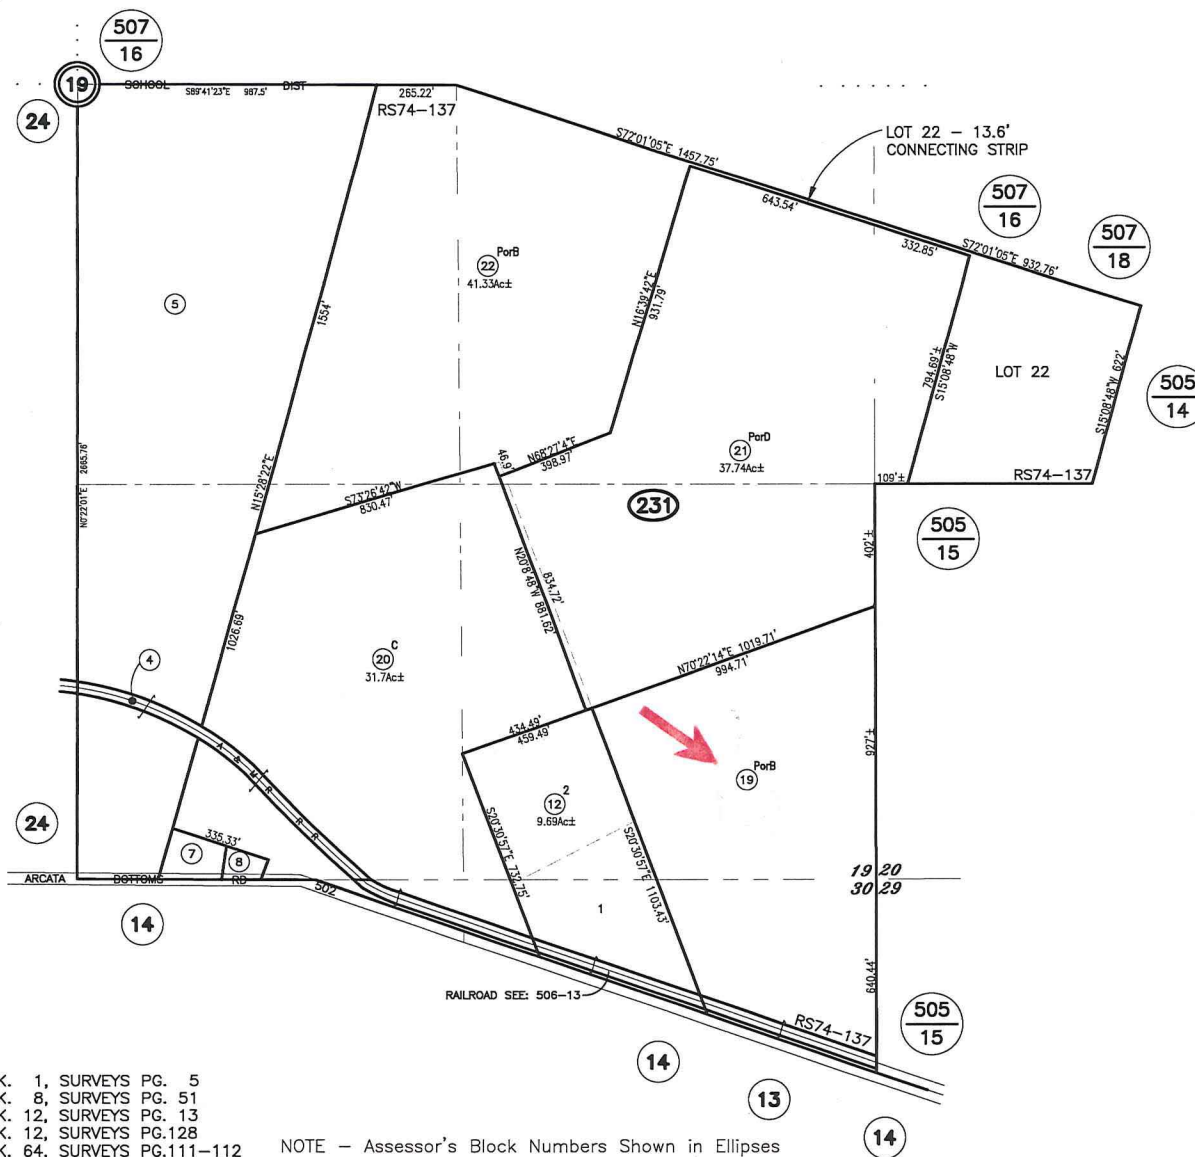 507
16
19
SCHOOL DIST
S89°41'23"E 987.5'
265.22'
RS74-137
24
S72°01'05"E 1457.75'
LOT 22 - 13.6'
CONNECTING STRIP
643.54'
507
16
332.85'
S72°01'05"E 932.76'
507
18
PorB
22
41.33Ac±
5
1554'
N16°39'42"E
931.79'
794.69'±
S15°08'48"W
LOT 22
S15°08'48"W 622'
505
14
N0°22'01"E 2665.76'
N15°28'22"E
S73°26'42"W
830.47'
46.9'
N68°27'4"E
398.97'
PorD
21
37.74Ac±
109'±
RS74-137
231
505
15
402'±
N20°8'48"W 881.62'
834.72'
1026.69'
C
20
31.7Ac±
N70°22'14"E 1019.71'
994.71'
4
434.49'
459.49'
927'±
PorB
19
2
12
9.69Ac±
A & M R R R
S20°30'57"E 732.75'
S20°30'57"E 1103.43'
24
335.33'
7
8
19 20
30 29
ARCATA BOTTOMS RD
502
1
14
640.44'
RAILROAD SEE: 506-13
RS74-137
505
15
14
13
14
K. 1, SURVEYS PG. 5
K. 8, SURVEYS PG. 51
K. 12, SURVEYS PG. 13
K. 12, SURVEYS PG.128
K. 64, SURVEYS PG.111-112
NOTE - Assessor's Block Numbers Shown in Ellipses